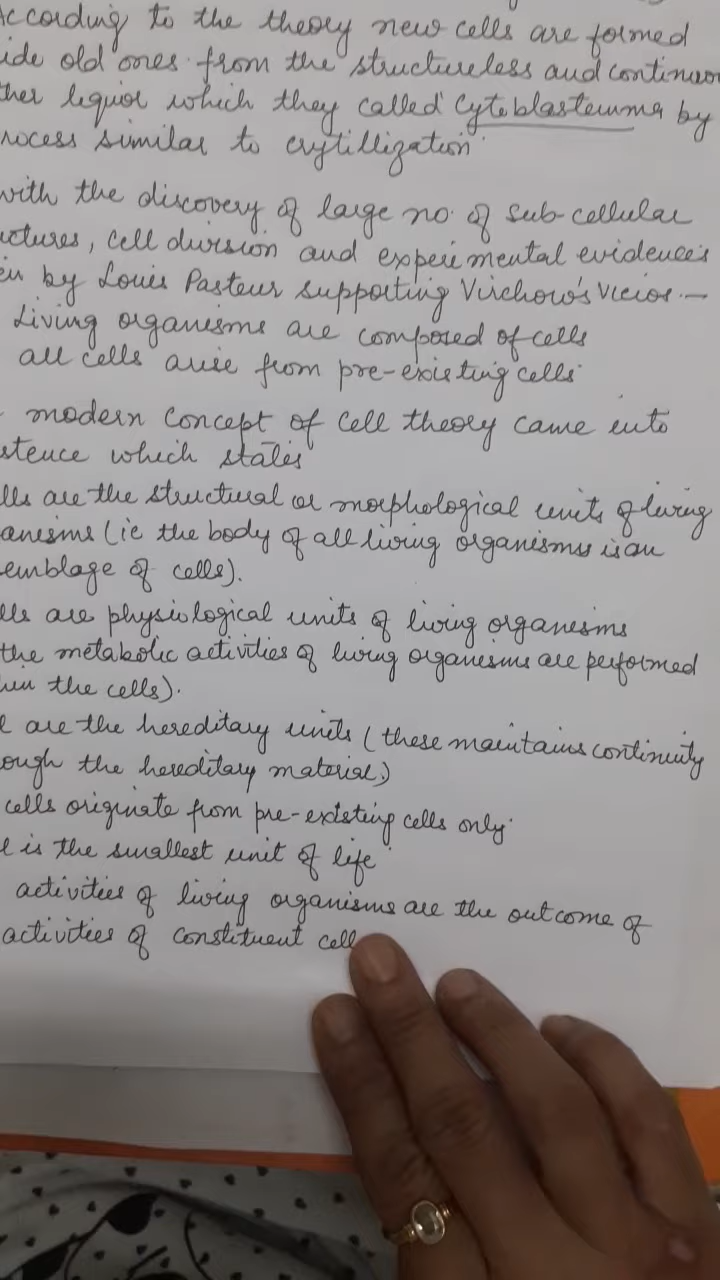 According to the theory new cells are formed
ide old ones from the structureless and continuou
ther liquor which they called Cytoblastemma by
rocess similar to crytillization
with the discovery of large no. of sub-cellular
uctures, cell division and experimental evidences
en by Louis Pasteur supporting Virchow's views:-
Living organisms are composed of cells
all cells arise from pre-existing cells
modern concept of cell theory came into
stence which states
lls are the structural or morphological units of living
anisms (ie the body of all living organisms is an
emblage of cells).
lls are physiological units of living organisms
the metabolic activities of living organisms are performed
hin the cells).
l are the hereditary units (these maintains continuity
ough the hereditary material)
cells originate from pre-existing cells only
l is the smallest unit of life
activities of living organisms are the outcome of
activities of constituent cell